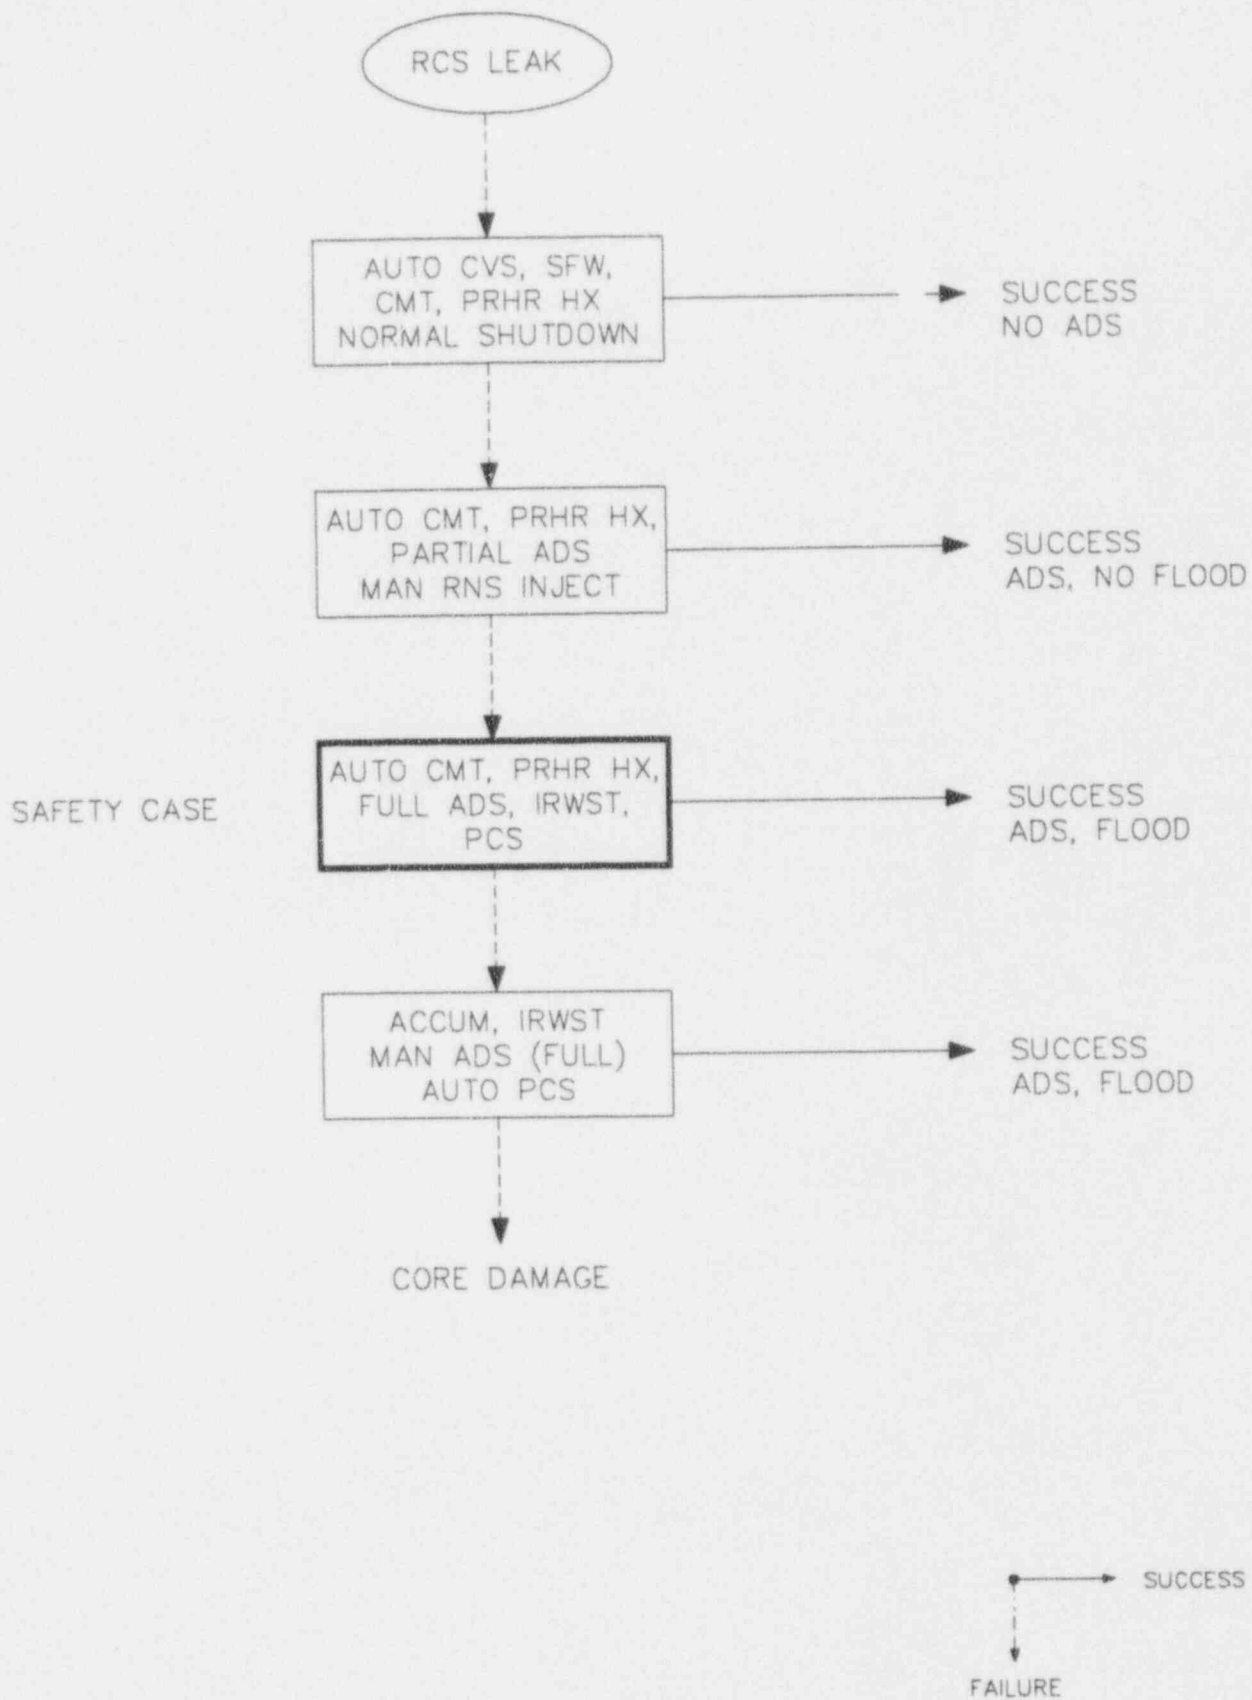 RCS LEAK
AUTO CVS, SFW,
CMT, PRHR HX
NORMAL SHUTDOWN
SUCCESS
NO ADS
AUTO CMT, PRHR HX,
PARTIAL ADS
MAN RNS INJECT
SUCCESS
ADS, NO FLOOD
SAFETY CASE
AUTO CMT, PRHR HX,
FULL ADS, IRWST,
PCS
SUCCESS
ADS, FLOOD
ACCUM, IRWST
MAN ADS (FULL)
AUTO PCS
SUCCESS
ADS, FLOOD
CORE DAMAGE
SUCCESS
FAILURE